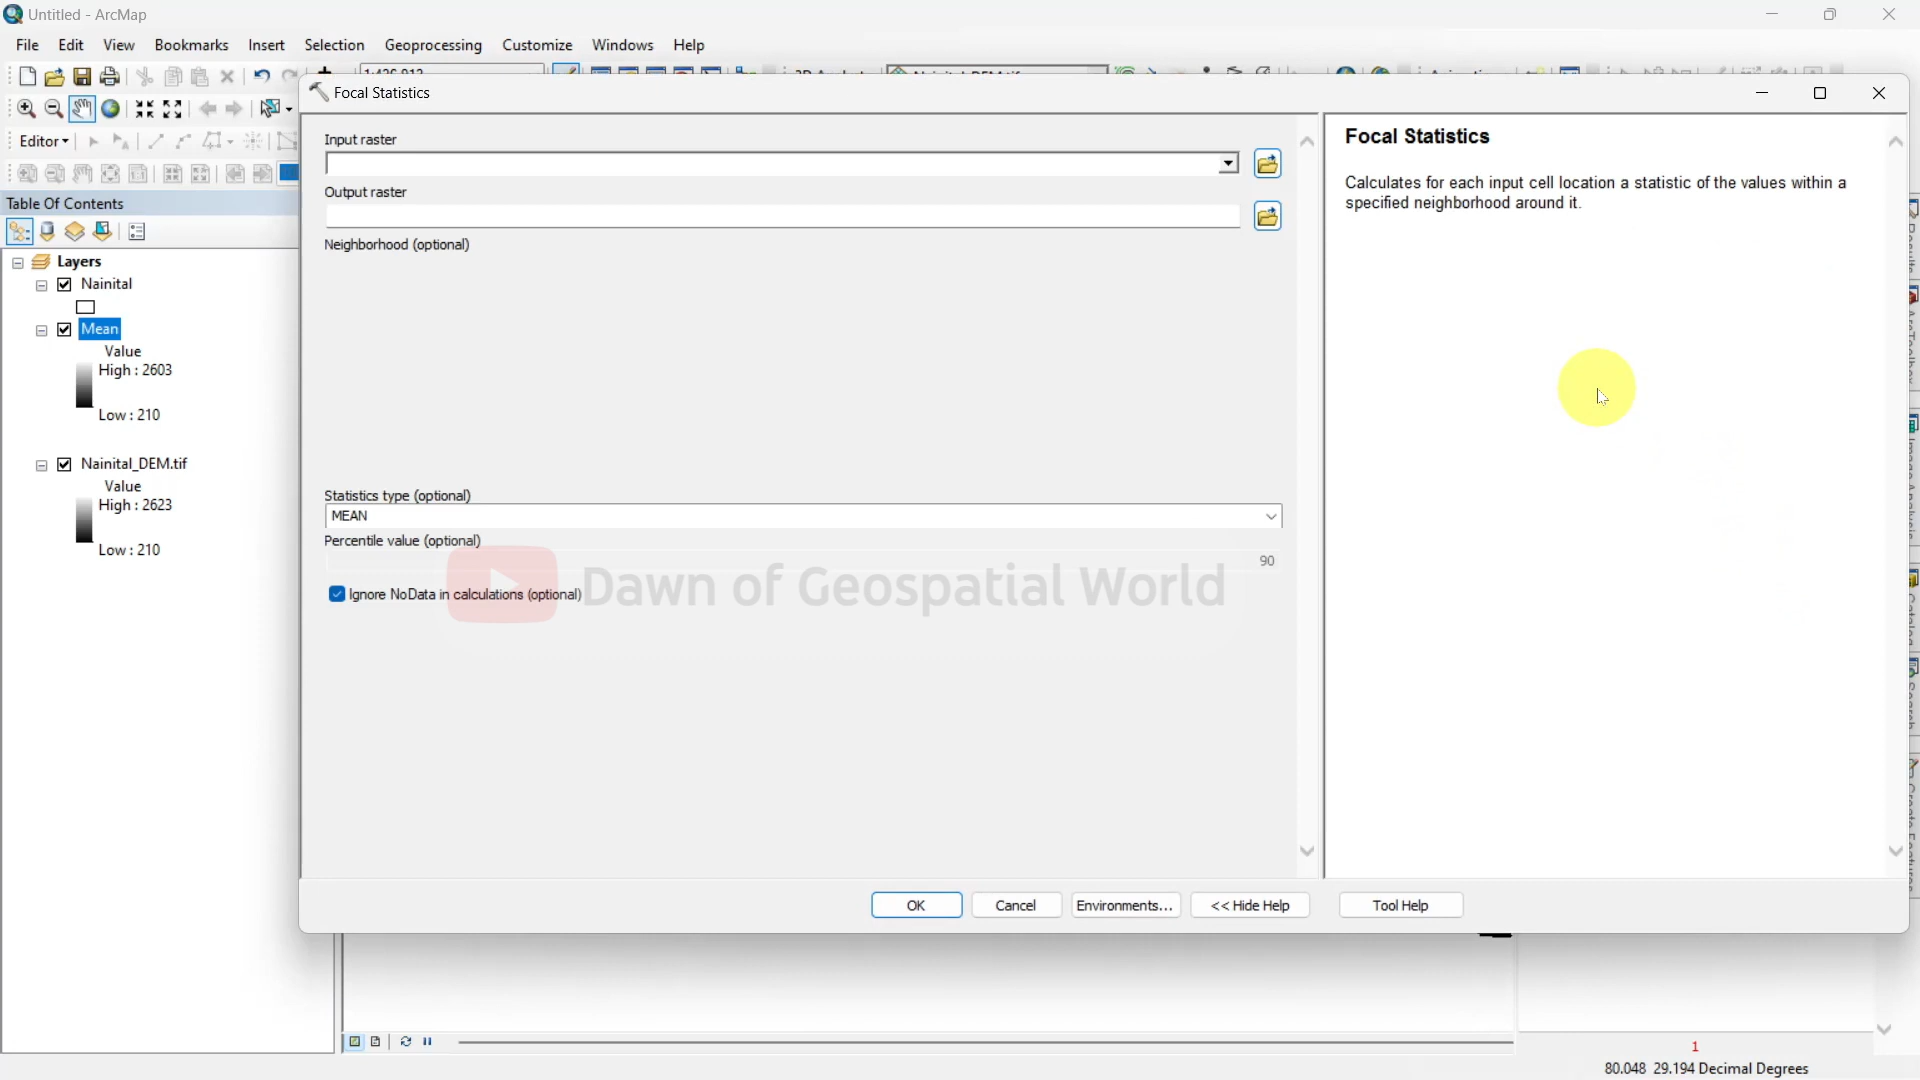 Untitled - ArcMap
File Edit View Bookmarks Insert Selection Geoprocessing Customize Windows Help
Focal Statistics
Editor
Table Of Contents
Layers
Nainital
Mean
Value
High : 2603
Low : 210
Nainital_DEM.tif
Value
High : 2623
Low : 210
Input raster
Output raster
Neighborhood (optional)
Statistics type (optional)
MEAN
Percentile value (optional)
90
Ignore NoData in calculations (optional)
Dawn of Geospatial World
OK Cancel Environments... << Hide Help Tool Help
Focal Statistics
Calculates for each input cell location a statistic of the values within a
specified neighborhood around it.
1
80.048 29.194 Decimal Degrees